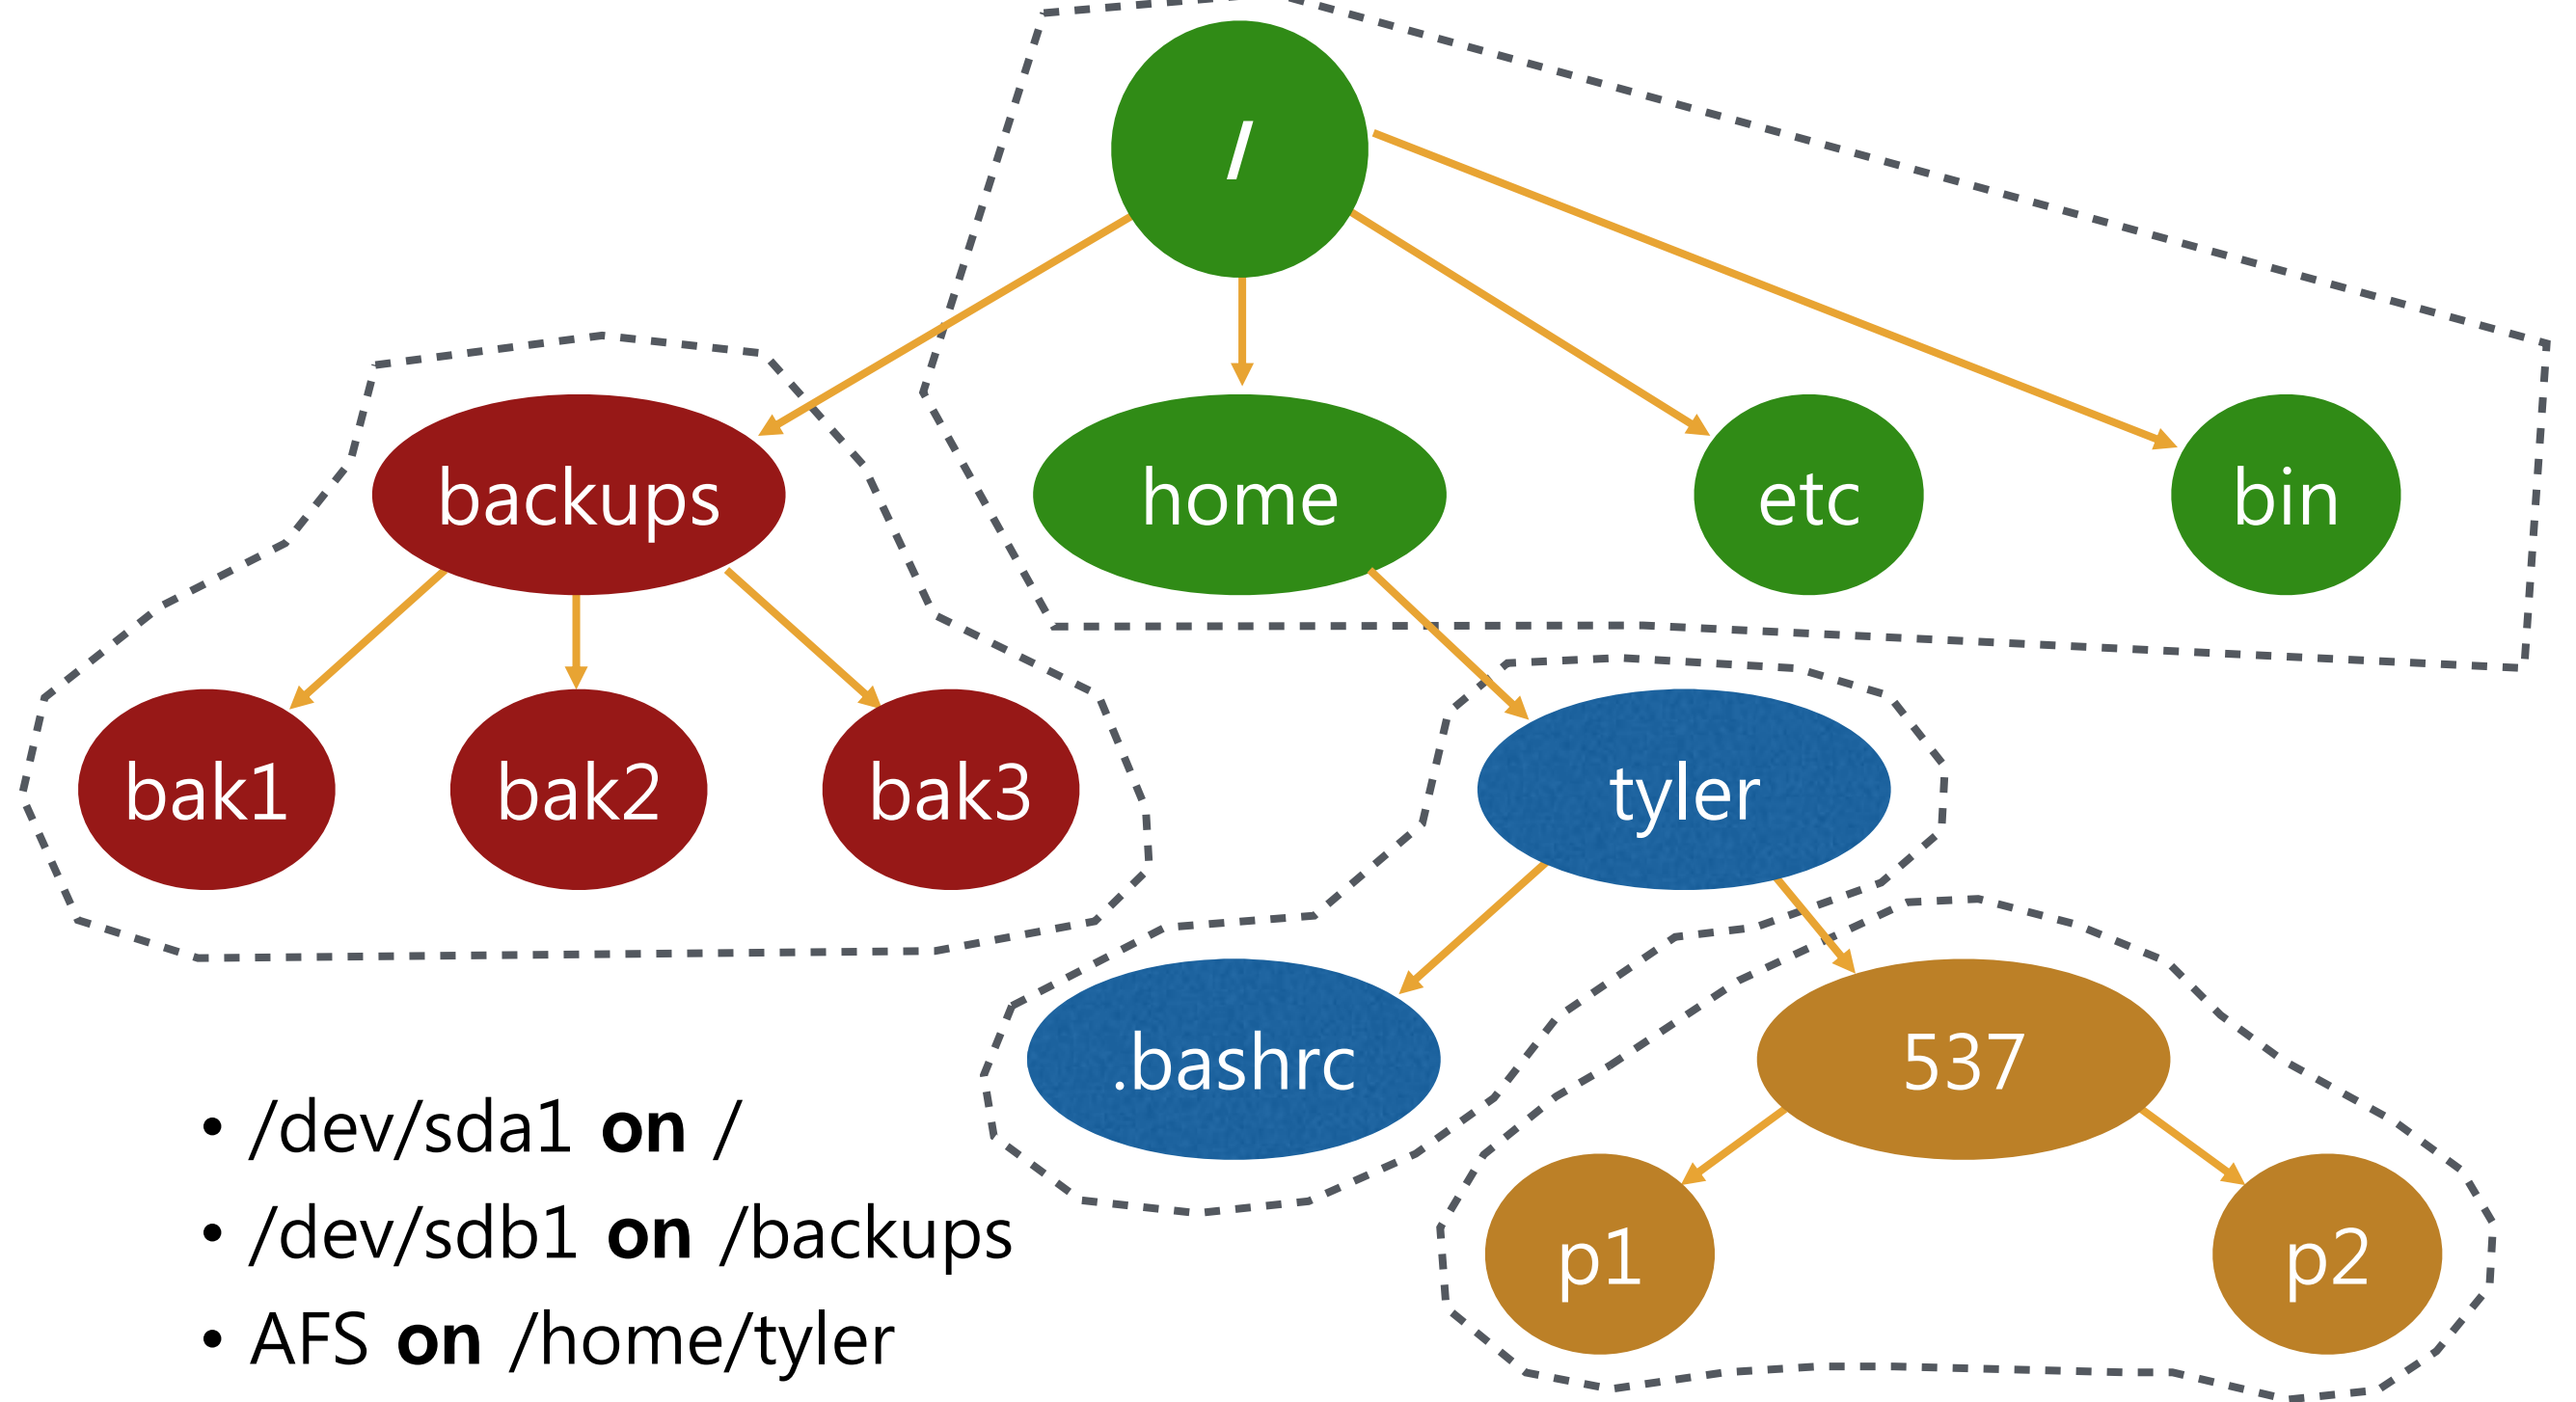 /
backups
home
etc
bin
bak1
bak2
bak3
tyler
.bashrc
537
p1
p2
• /dev/sda1 on /
• /dev/sdb1 on /backups
• AFS on /home/tyler